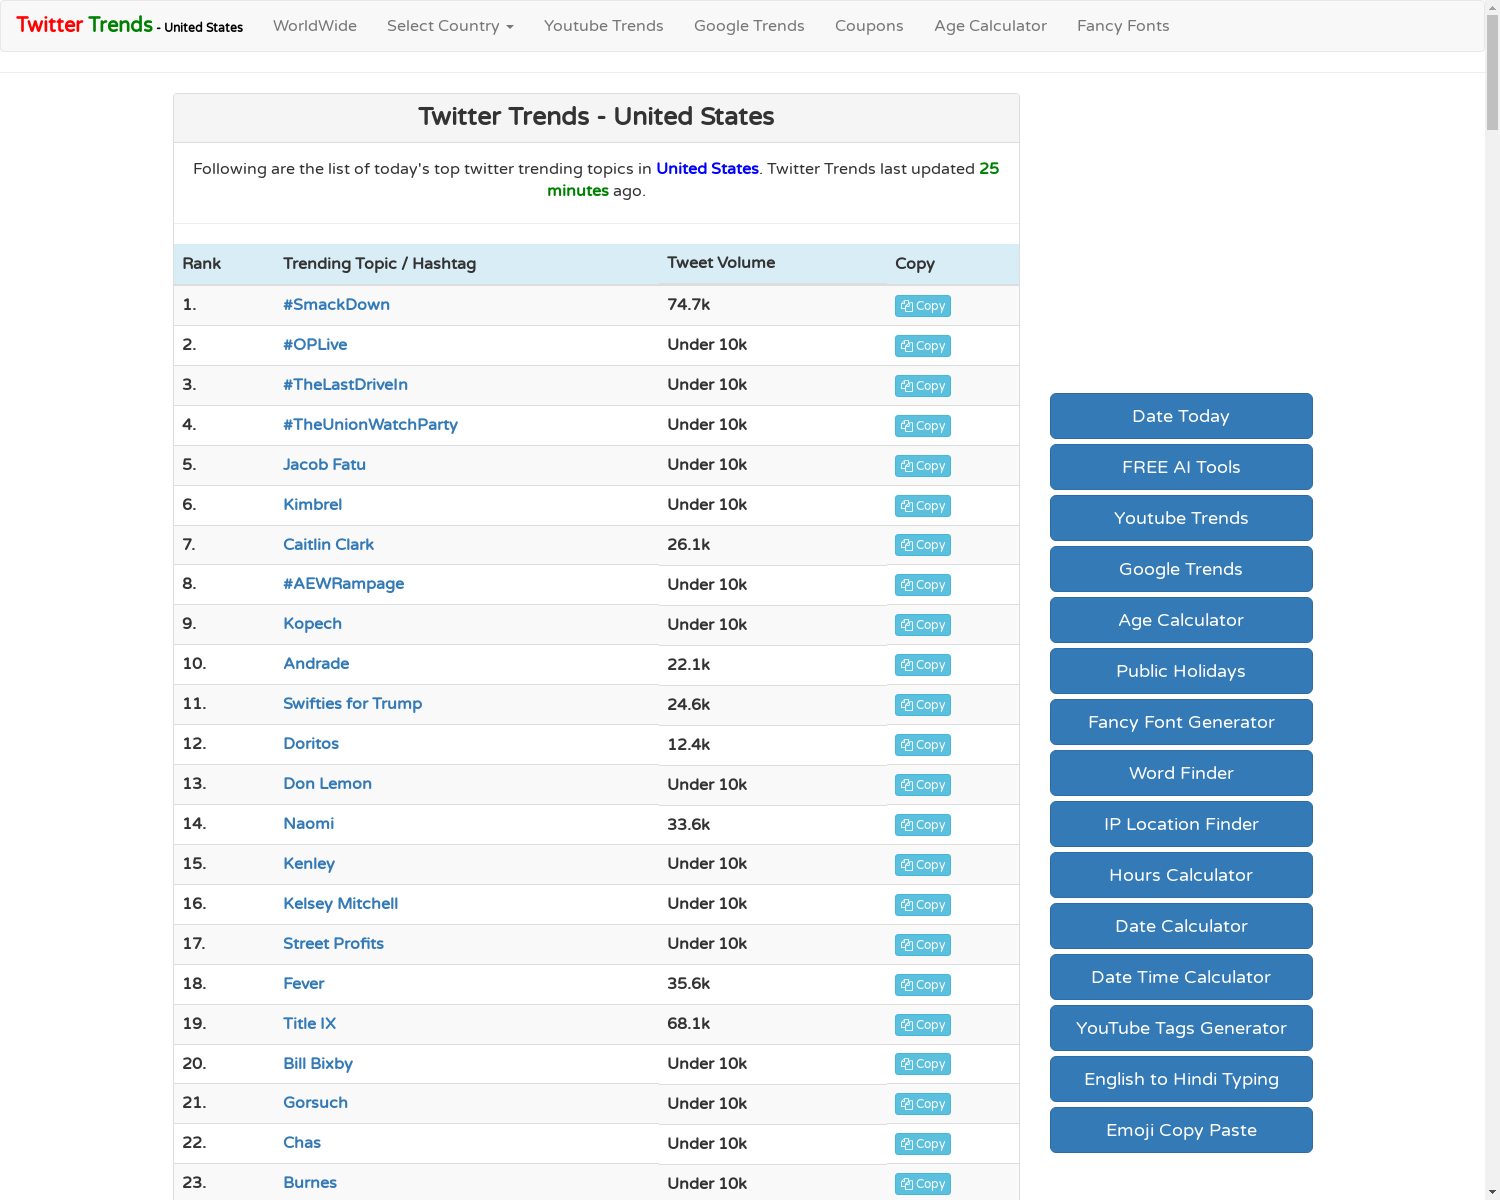 Twitter Trends - United States WorldWide Select Country Youtube Trends Google Trends Coupons Age Calculator Fancy Fonts
Twitter Trends - United States
Following are the list of today's top twitter trending topics in United States. Twitter Trends last updated 25
minutes ago.
Rank Trending Topic / Hashtag Tweet Volume Copy
1. #SmackDown 74.7k Copy
2. #OPLive Under 10k Copy
3. #TheLastDriveIn Under 10k Copy
4. #TheUnionWatchParty Under 10k Copy
5. Jacob Fatu Under 10k Copy
6. Kimbrel Under 10k Copy
7. Caitlin Clark 26.1k Copy
8. #AEWRampage Under 10k Copy
9. Kopech Under 10k Copy
10. Andrade 22.1k Copy
11. Swifties for Trump 24.6k Copy
12. Doritos 12.4k Copy
13. Don Lemon Under 10k Copy
14. Naomi 33.6k Copy
15. Kenley Under 10k Copy
16. Kelsey Mitchell Under 10k Copy
17. Street Profits Under 10k Copy
18. Fever 35.6k Copy
19. Title IX 68.1k Copy
20. Bill Bixby Under 10k Copy
21. Gorsuch Under 10k Copy
22. Chas Under 10k Copy
23. Burnes Under 10k Copy
Date Today
FREE AI Tools
Youtube Trends
Google Trends
Age Calculator
Public Holidays
Fancy Font Generator
Word Finder
IP Location Finder
Hours Calculator
Date Calculator
Date Time Calculator
YouTube Tags Generator
English to Hindi Typing
Emoji Copy Paste